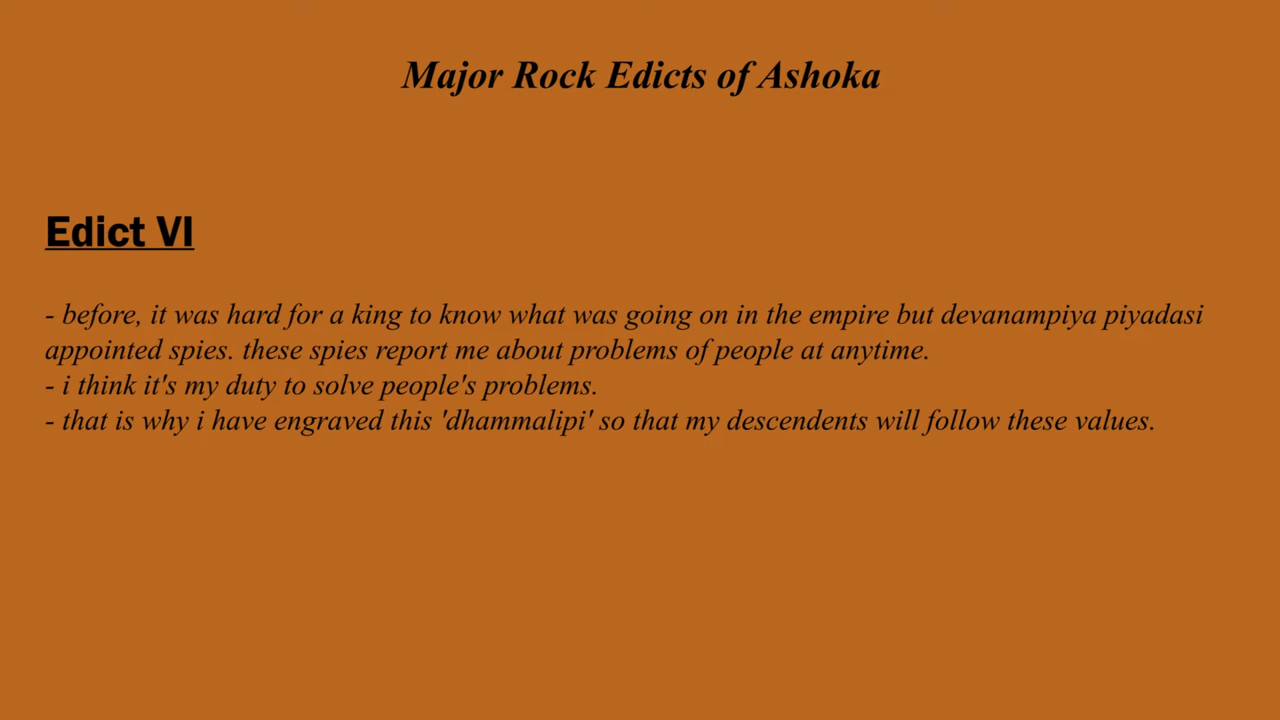 Major Rock Edicts of Ashoka
Edict VI
- before, it was hard for a king to know what was going on in the empire but devanampiya piyadasi
appointed spies. these spies report me about problems of people at anytime.
- i think it's my duty to solve people's problems.
- that is why i have engraved this 'dhammalipi' so that my descendents will follow these values.